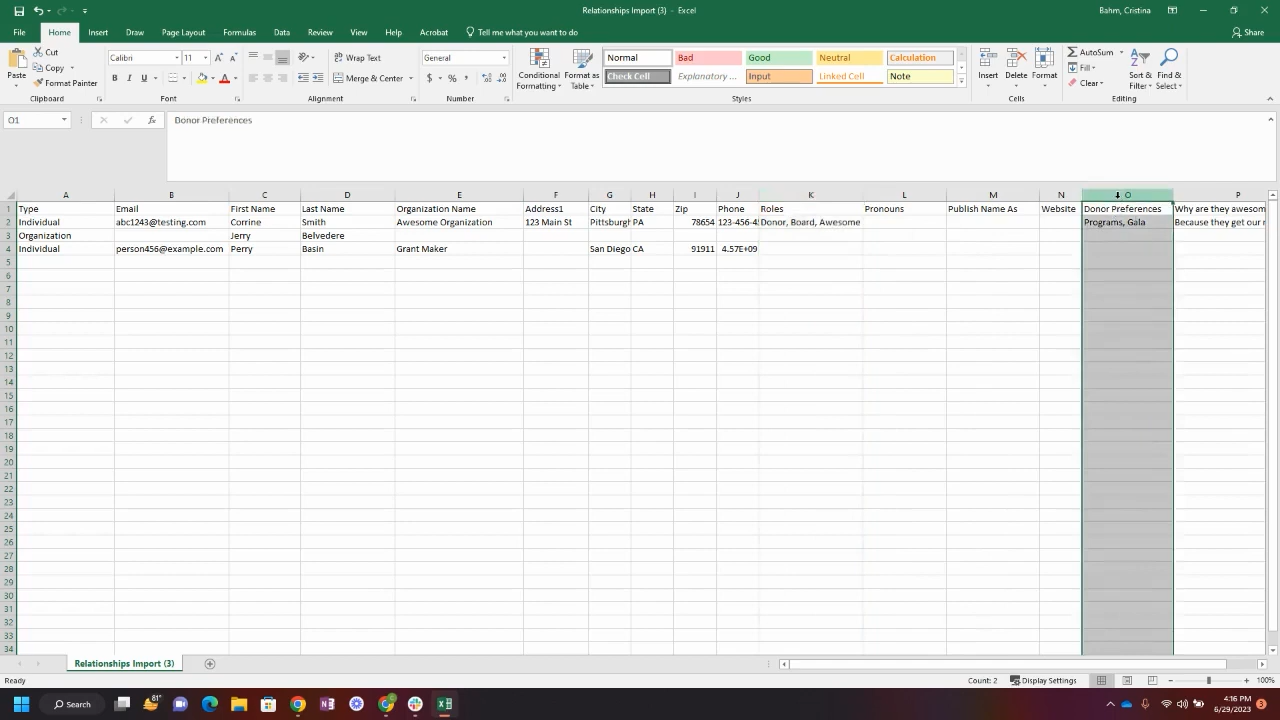 Relationships Import (3) - Excel
Rahm, Cristina
File Home Insert Draw Page Layout Formulas Data Review View Help Acrobat Tell me what you want to do Share
Paste Cut Copy Format Painter Clipboard
Calibri 11 A A B I U A Font
Wrap Text Merge & Center Alignment
General $ % , Number
Conditional Formatting Format as Table
Normal Bad Good Neutral Calculation
Check Cell Explanatory ... Input Linked Cell Note
Styles
Insert Delete Format Cells
AutoSum Fill Clear Sort & Filter Find & Select Editing
O1 fx Donor Preferences
A B C D E F G H I J K L M N O P
1 Type Email First Name Last Name Organization Name Address1 City State Zip Phone Roles Pronouns Publish Name As Website Donor Preferences Why are they awesom
2 Individual abc1243@testing.com Corrine Smith Awesome Organization 123 Main St Pittsburgh PA 78654 123-456-4 Donor, Board, Awesome Programs, Gala Because they get our
3 Organization Jerry Belvedere
4 Individual person456@example.com Perry Basin Grant Maker San Diego CA 91911 4.57E+09
5
6
7
8
9
10
11
12
13
14
15
16
17
18
19
20
21
22
23
24
25
26
27
28
29
30
31
32
33
34
Relationships Import (3)
Ready Count: 2 Display Settings 100%
81° Search 4:16 PM
6/29/2023 3